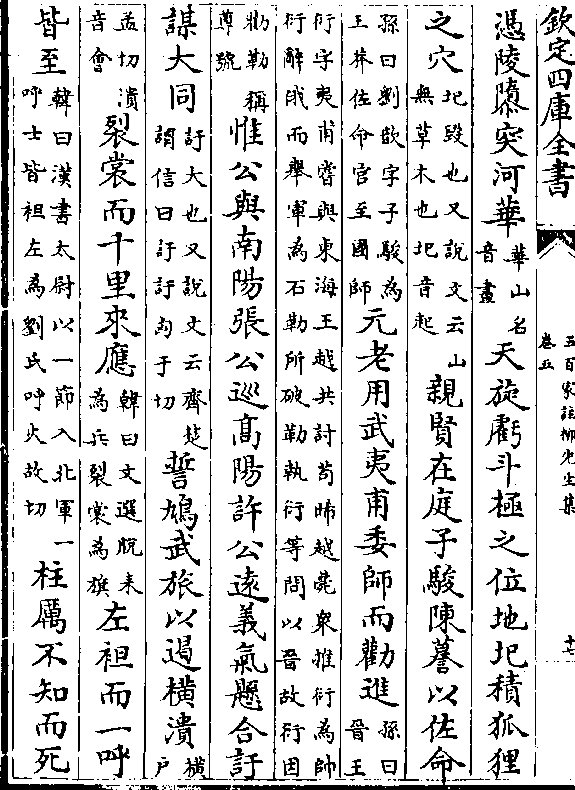 欽定四庫全書
五百家註柳先生集
卷五
十七
憑陵隳突河華華山名音畫天旋虧斗極之位地圮積狐狸
之穴圮毀也又說文云山無草木也圮音起親賢在庭子駿陳謩以佐命
孫曰劉歆字子駿為王莽佐命官至國師元老用武夷甫委師而勸進孫曰晉王
衍字夷甫嘗與東海王越共討苟晞越薨衆推衍為帥衍辭俄而舉軍為石勒所破勒執衍等問以晉故衍因
勸勒稱尊號惟公與南陽張公巡髙陽許公遠義氣懸合訏
謀大同訏大也又說文云齊楚謂信曰訏訏匈于切誓鳩武旅以遏橫潰橫戶
孟切潰音會裂裳而千里來應韓曰文選脫耒為兵裂裳為旗左袒而一呼
皆至韓曰漢書太尉以一節入北軍一呼士皆袒左為劉氏呼火故切柱厲不知而死